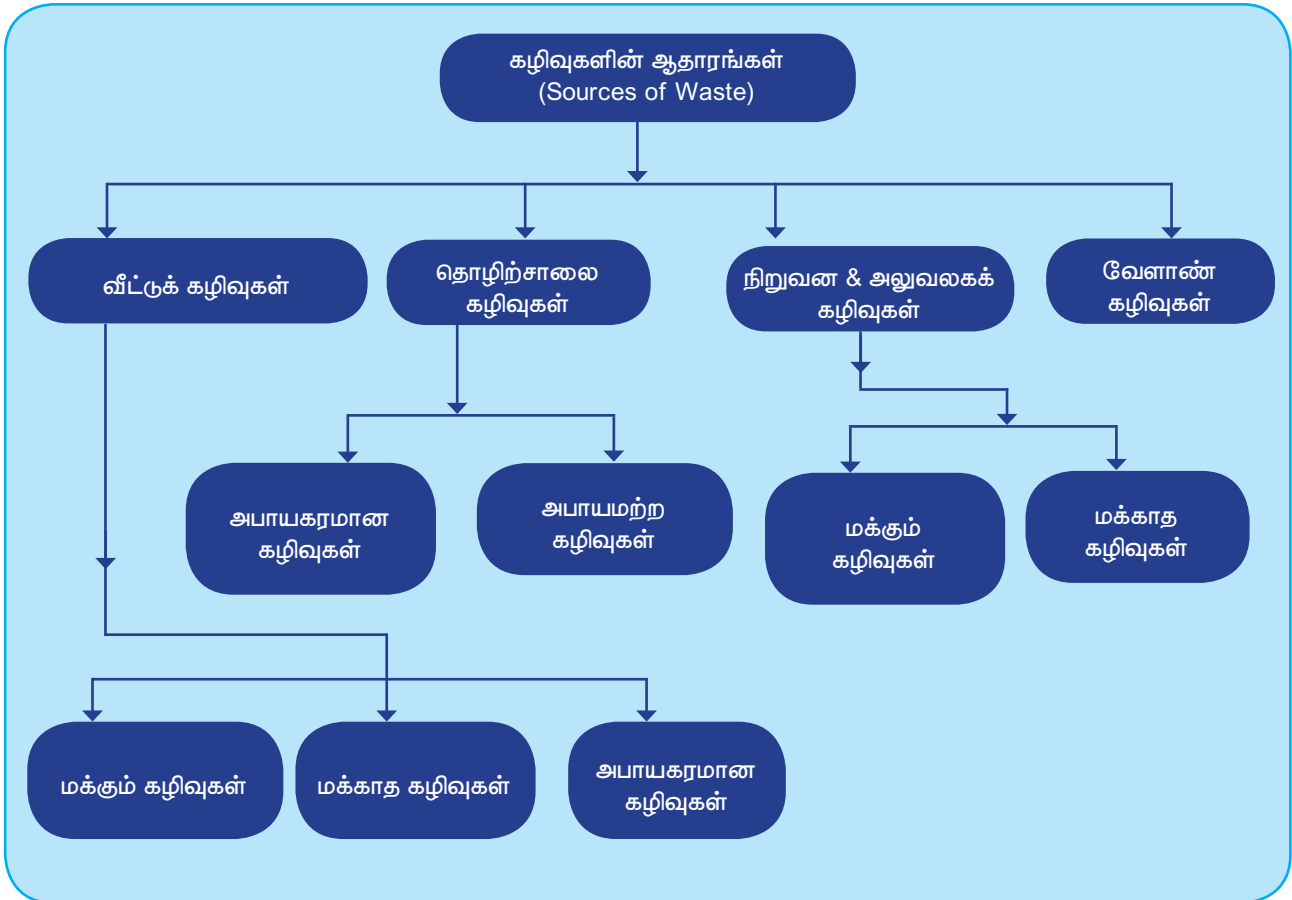 கழிவுகளின் ஆதாரங்கள்
(Sources of Waste)
வீட்டுக் கழிவுகள்
தொழிற்சாலை
கழிவுகள்
நிறுவன & அலுவலகக்
கழிவுகள்
வேளாண்
கழிவுகள்
அபாயகரமான
கழிவுகள்
அபாயமற்ற
கழிவுகள்
மக்கும்
கழிவுகள்
மக்காத
கழிவுகள்
மக்கும் கழிவுகள்
மக்காத கழிவுகள்
அபாயகரமான
கழிவுகள்